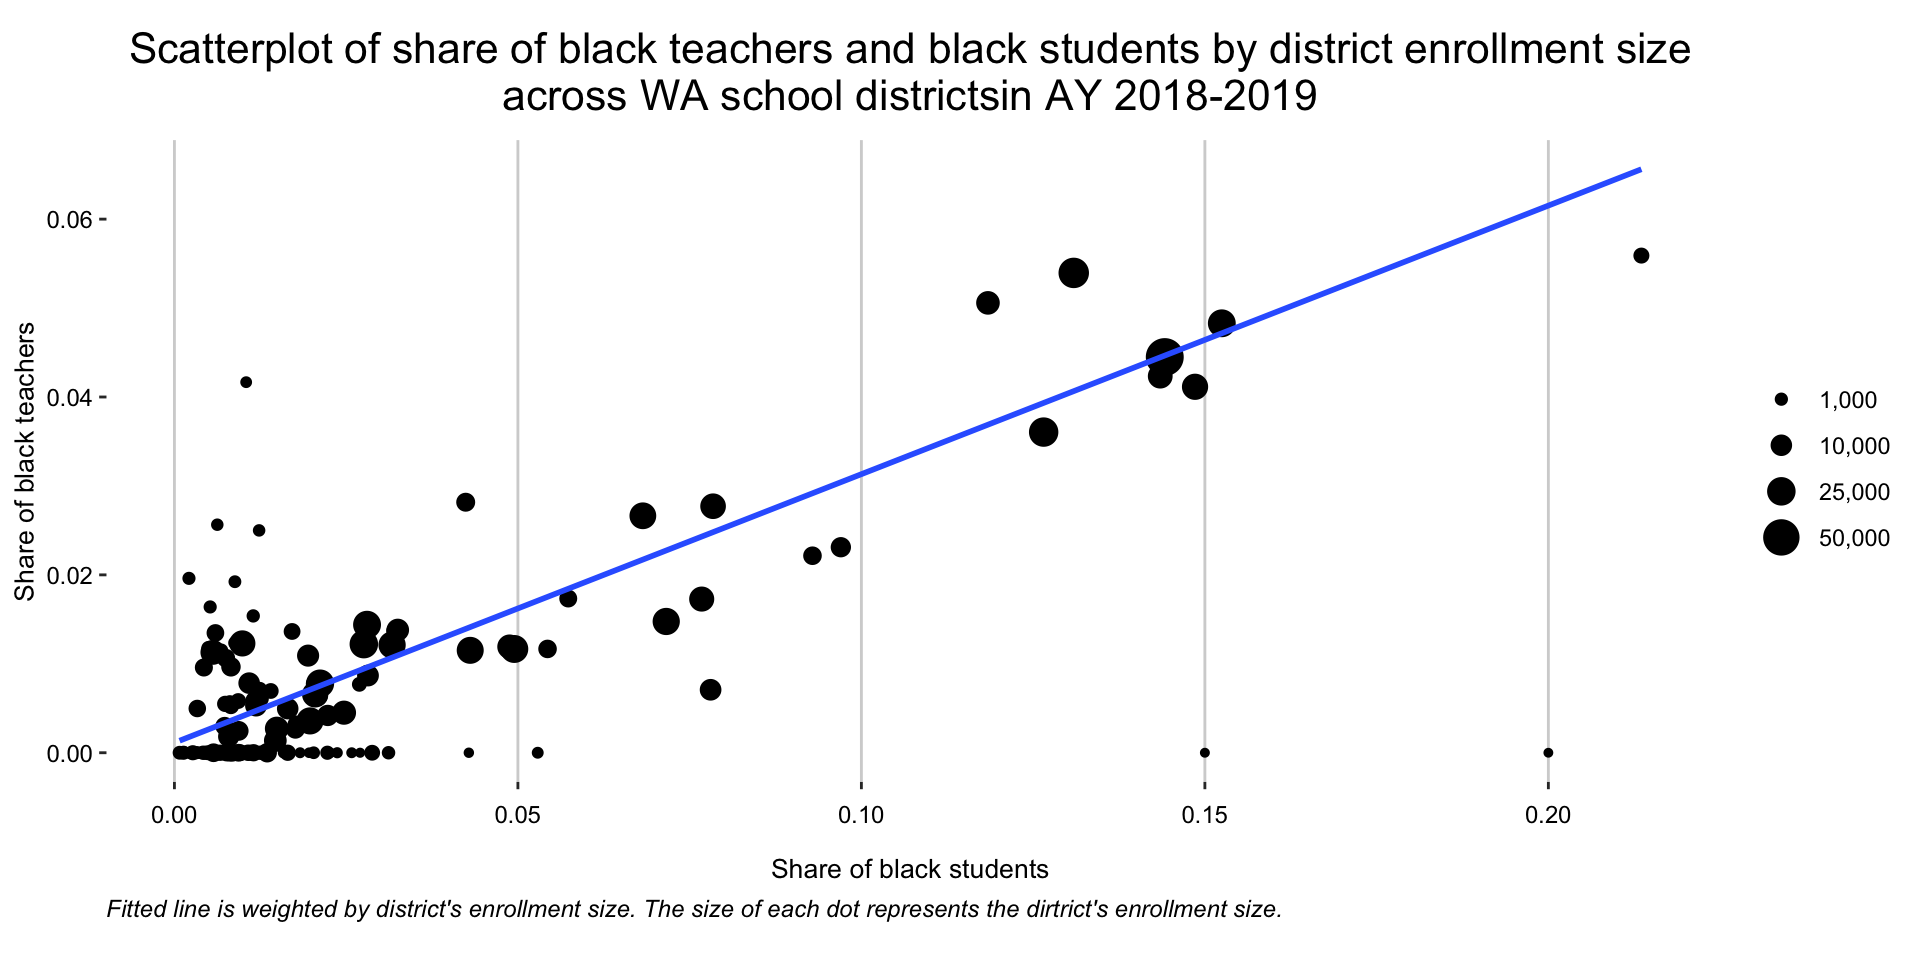 Scatterplot of share of black teachers and black students by district enrollment size
across WA school districtsin AY 2018-2019
Share of black teachers
0.06
0.04
0.02
0.00
0.00 0.05 0.10 0.15 0.20
Share of black students
1,000
10,000
25,000
50,000
Fitted line is weighted by district's enrollment size. The size of each dot represents the dirtrict's enrollment size.